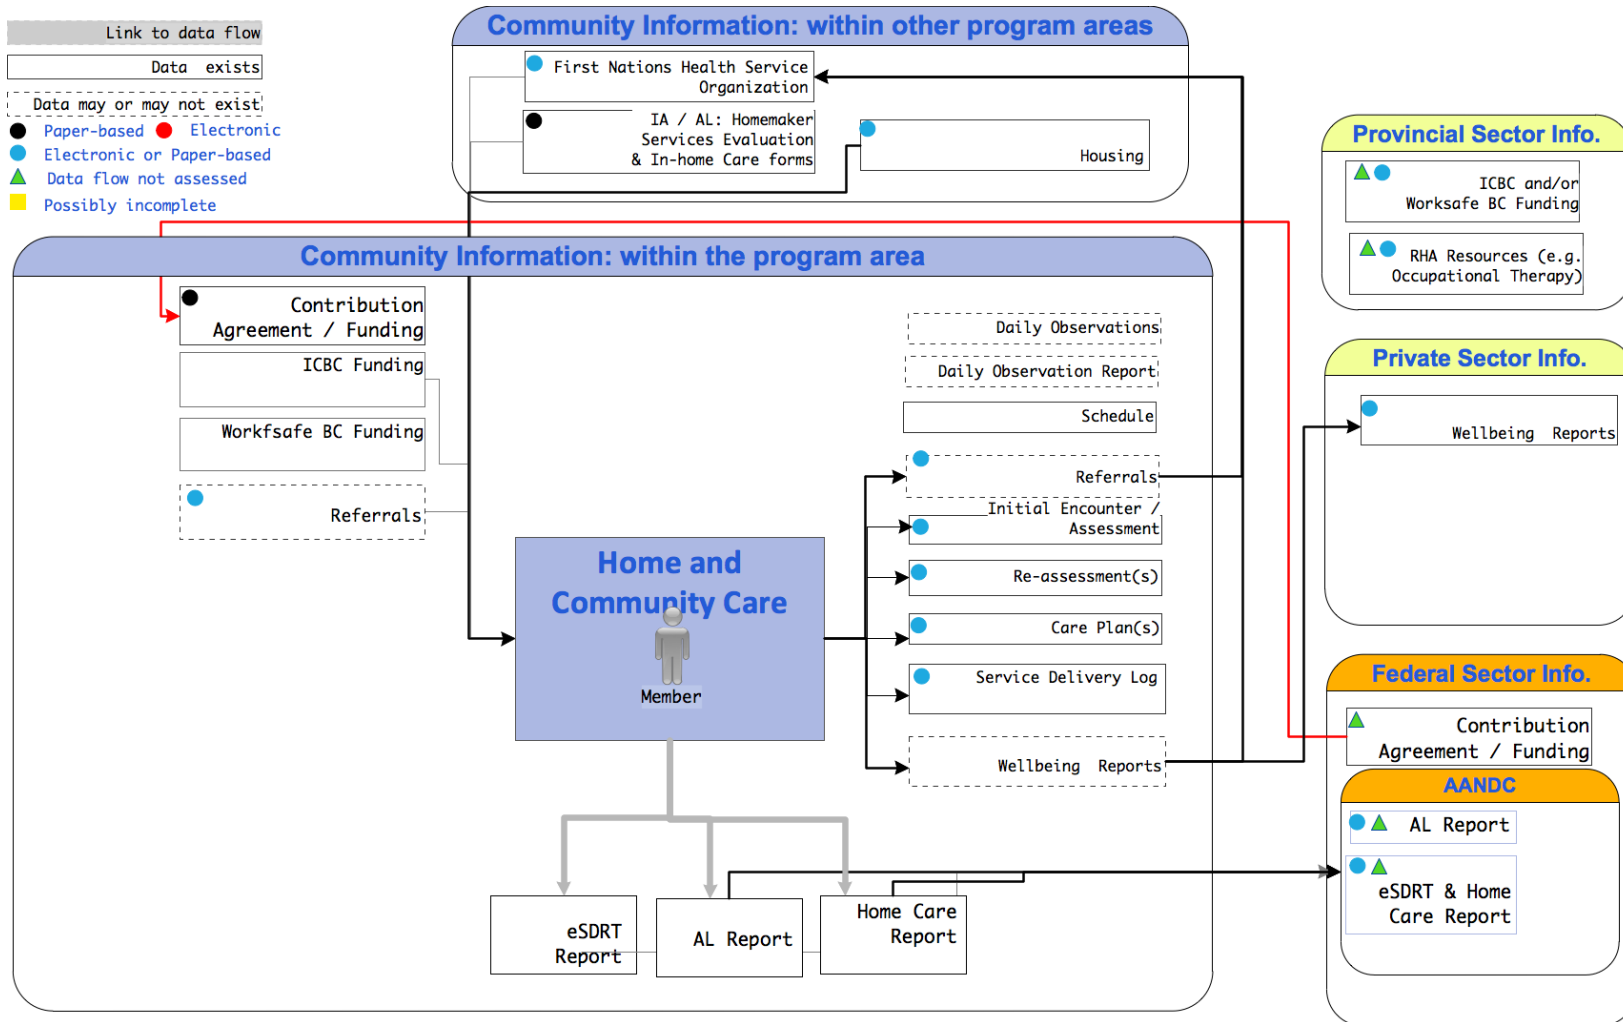 Link to data flow
Data exists
Data may or may not exist
Paper-based
Electronic
Electronic or Paper-based
Data flow not assessed
Possibly incomplete
Community Information: within other program areas
First Nations Health Service
Organization
IA / AL: Homemaker
Services Evaluation
& In-home Care forms
Housing
Provincial Sector Info.
ICBC and/or
Worksafe BC Funding
RHA Resources (e.g.
Occupational Therapy)
Community Information: within the program area
Contribution
Agreement / Funding
ICBC Funding
Workfsafe BC Funding
Referrals
Daily Observations
Daily Observation Report
Schedule
Referrals
Initial Encounter /
Assessment
Re-assessment(s)
Care Plan(s)
Service Delivery Log
Wellbeing Reports
Home and
Community Care
Member
eSDRT
Report
AL Report
Home Care
Report
Private Sector Info.
Wellbeing Reports
Federal Sector Info.
Contribution
Agreement / Funding
AANDC
AL Report
eSDRT & Home
Care Report